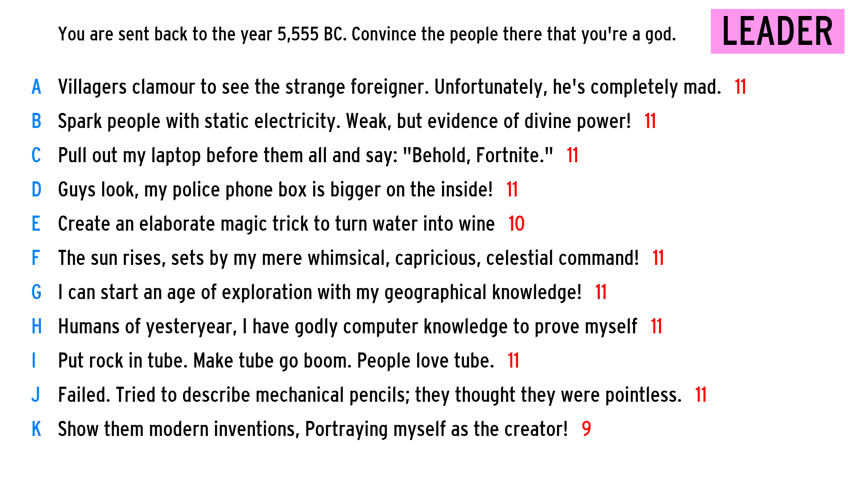 You are sent back to the year 5,555 BC. Convince the people there that you're a god.
LEADER
A Villagers clamour to see the strange foreigner. Unfortunately, he's completely mad. 11
B Spark people with static electricity. Weak, but evidence of divine power! 11
C Pull out my laptop before them all and say: "Behold, Fortnite." 11
D Guys look, my police phone box is bigger on the inside! 11
E Create an elaborate magic trick to turn water into wine 10
F The sun rises, sets by my mere whimsical, capricious, celestial command! 11
G I can start an age of exploration with my geographical knowledge! 11
H Humans of yesteryear, I have godly computer knowledge to prove myself 11
I Put rock in tube. Make tube go boom. People love tube. 11
J Failed. Tried to describe mechanical pencils; they thought they were pointless. 11
K Show them modern inventions, Portraying myself as the creator! 9